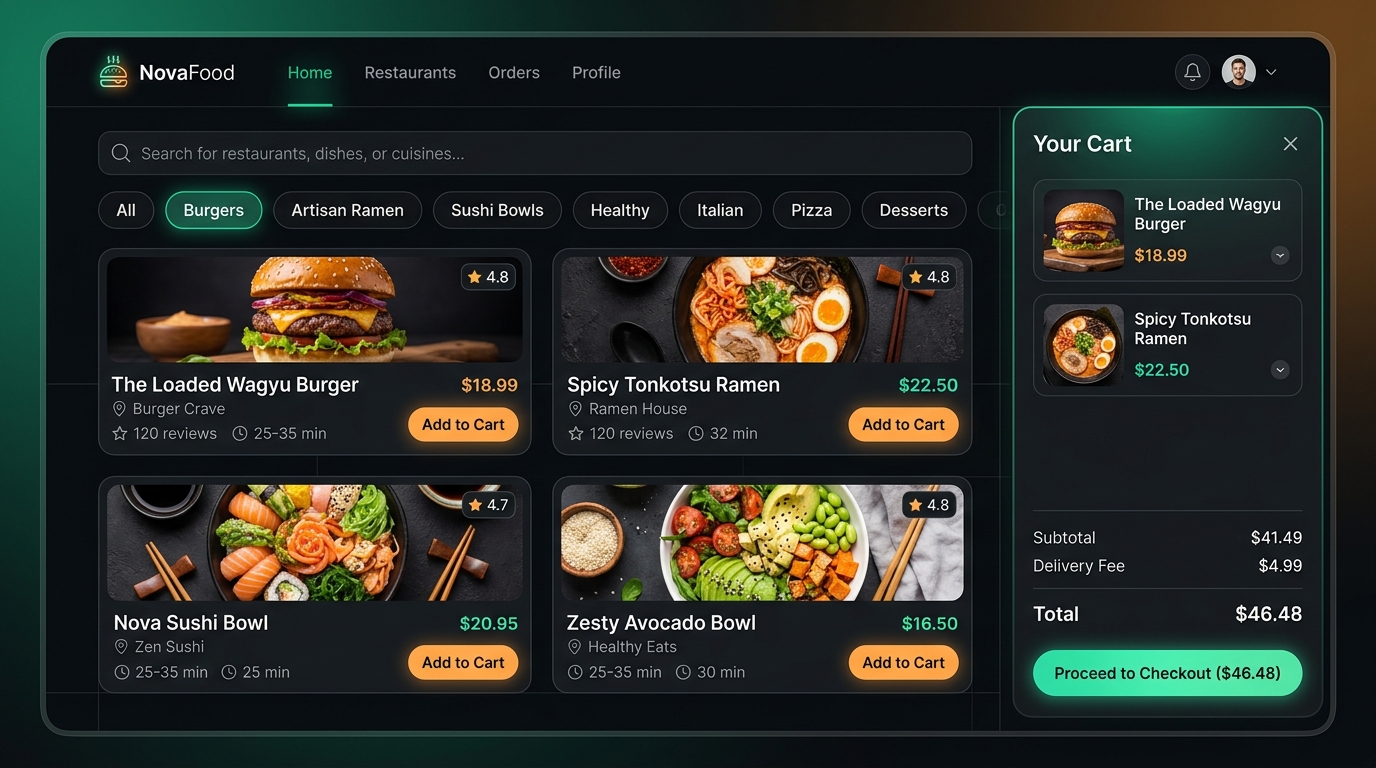 NovaFood
Home
Restaurants
Orders
Profile
Search for restaurants, dishes, or cuisines...
All
Burgers
Artisan Ramen
Sushi Bowls
Healthy
Italian
Pizza
Desserts
4.8
The Loaded Wagyu Burger
$18.99
Burger Crave
120 reviews
25-35 min
Add to Cart
4.8
Spicy Tonkotsu Ramen
$22.50
Ramen House
120 reviews
32 min
Add to Cart
4.7
Nova Sushi Bowl
$20.95
Zen Sushi
25-35 min
25 min
Add to Cart
4.8
Zesty Avocado Bowl
$16.50
Healthy Eats
25-35 min
30 min
Add to Cart
Your Cart
The Loaded Wagyu
Burger
$18.99
Spicy Tonkotsu
Ramen
$22.50
Subtotal
$41.49
Delivery Fee
$4.99
Total
$46.48
Proceed to Checkout ($46.48)